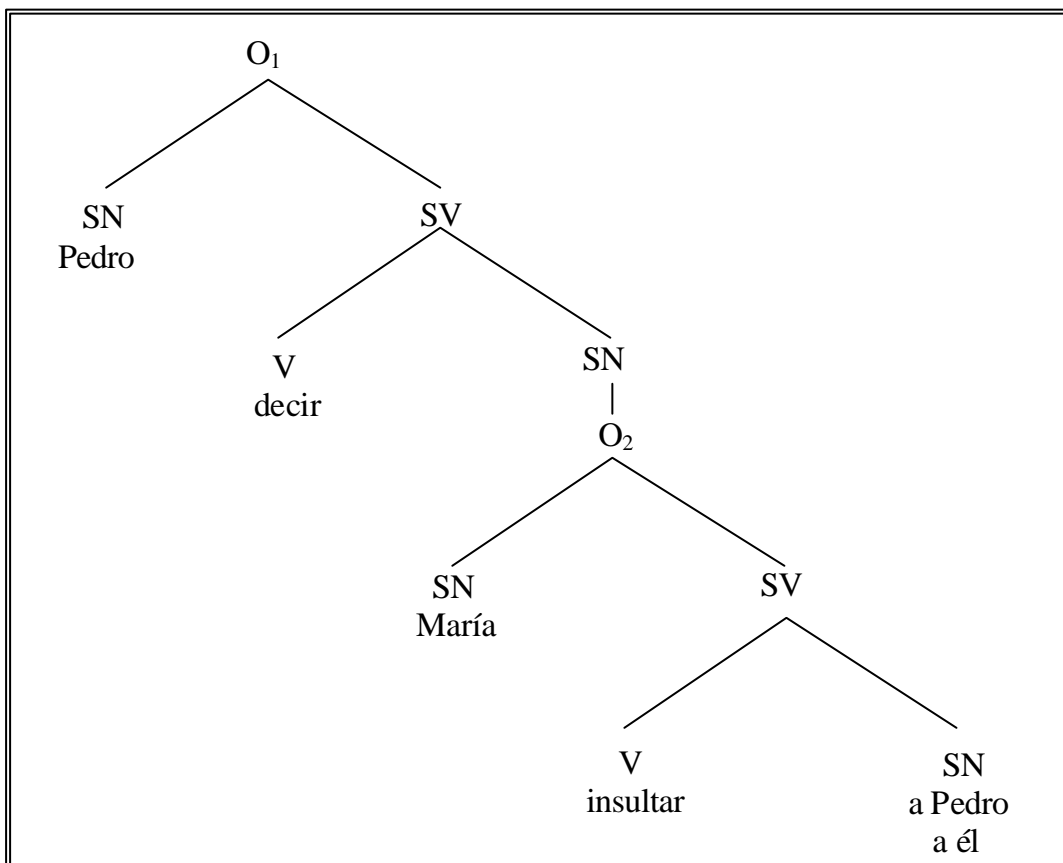 O₁
SN SV
Pedro
V SN
decir
O₂
SN SV
María
V SN
insultar a Pedro
a él